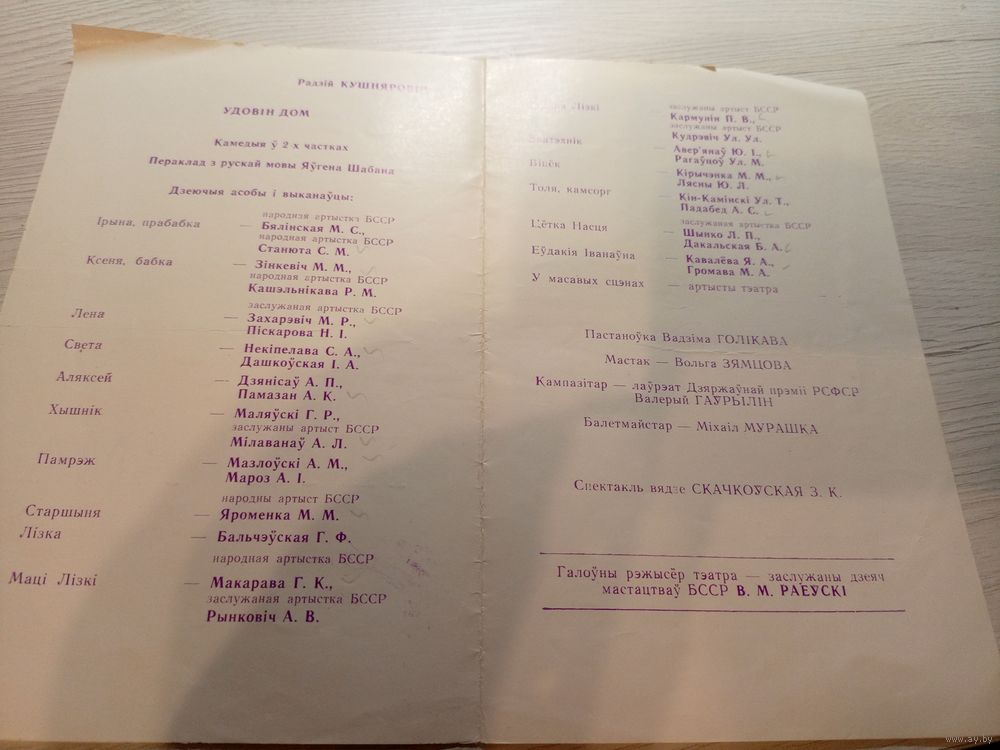 Радзій КУШНЯРОВІЧ
УДОВІН ДОМ
Камедыя ў 2-х частках
Пераклад з рускай мовы Яўгена Шабана
Дзеючыя асобы і выканаўцы:
народная артыстка БССР
Ірына, прабабка — Бялінская М. С.,
народная артыстка БССР
Станюта С. М.
Ксеня, бабка — Зінкевіч М. М.,
народная артыстка БССР
Кашэльнікава Р. М.
заслужаная артыстка БССР
Лена — Захарэвіч М. Р.,
Піскарова Н. І.
Света — Некіпелава С. А.,
Дашкоўская І. А.
Аляксей — Дзянісаў А. П.,
Памазан А. К.
Хышнік — Маляўскі Г. Р.,
заслужаны артыст БССР
Мілаванаў А. Л.
Памрэж — Мазлоўскі А. М.,
Мароз А. І.
народны артыст БССР
Старшыня — Яроменка М. М.
Лізка — Бальчэўская Г. Ф.
народная артыстка БССР
Маці Лізкі — Макарава Г. К.,
заслужаная артыстка БССР
Рынковіч А. В.
заслужаны артыст БССР
Лізкі — Кармунін П. В.,
заслужаны артыст БССР
Кудрэвіч Ул. Ул.
— Авер'янаў Ю. І.,
Рагаўцоў Ул. М.
Віцёк — Кірычэнка М. М.,
Лясны Ю. Л.
Толя, камсорг — Кін-Камінскі Ул. Т.,
Падабед А. С.
заслужаная артыстка БССР
Цётка Насця — Шынко Л. П.,
Дакальская Б. А.
Еўдакія Іванаўна — Кавалёва Я. А.,
Громава М. А.
У масавых сцэнах — артысты тэатра
Пастаноўка Вадзіма ГОЛІКАВА
Мастак — Вольга ЗЯМЦОВА
Кампазітар — лаўрэат Дзяржаўнай прэміі РСФСР
Валерый ГАЎРЫЛІН
Балетмайстар — Міхаіл МУРАШКА
Спектакль вядзе СКАЧКОЎСКАЯ З. К.
Галоўны рэжысёр тэатра — заслужаны дзеяч
мастацтваў БССР В. М. РАЕЎСКІ
www.ay.by